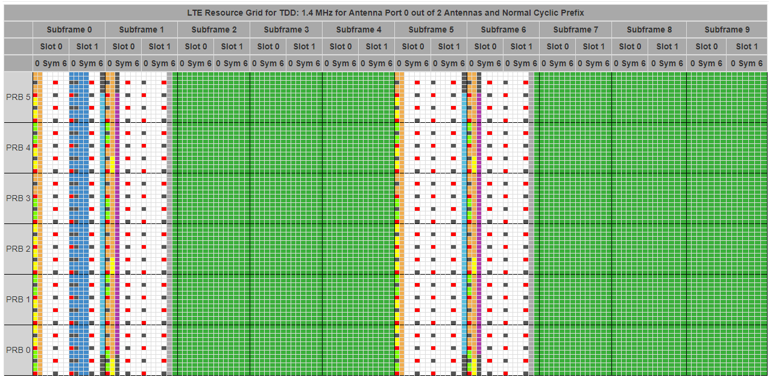 LTE Resource Grid for TDD: 1.4 MHz for Antenna Port 0 out of 2 Antennas and Normal Cyclic Prefix
Subframe 0 Subframe 1 Subframe 2 Subframe 3 Subframe 4 Subframe 5 Subframe 6 Subframe 7 Subframe 8 Subframe 9
Slot 0 Slot 1 Slot 0 Slot 1 Slot 0 Slot 1 Slot 0 Slot 1 Slot 0 Slot 1 Slot 0 Slot 1 Slot 0 Slot 1 Slot 0 Slot 1 Slot 0 Slot 1 Slot 0 Slot 1
0 Sym 6 0 Sym 6 0 Sym 6 0 Sym 6 0 Sym 6 0 Sym 6 0 Sym 6 0 Sym 6 0 Sym 6 0 Sym 6 0 Sym 6 0 Sym 6 0 Sym 6 0 Sym 6 0 Sym 6 0 Sym 6 0 Sym 6 0 Sym 6 0 Sym 6 0 Sym 6
PRB 5
PRB 4
PRB 3
PRB 2
PRB 1
PRB 0